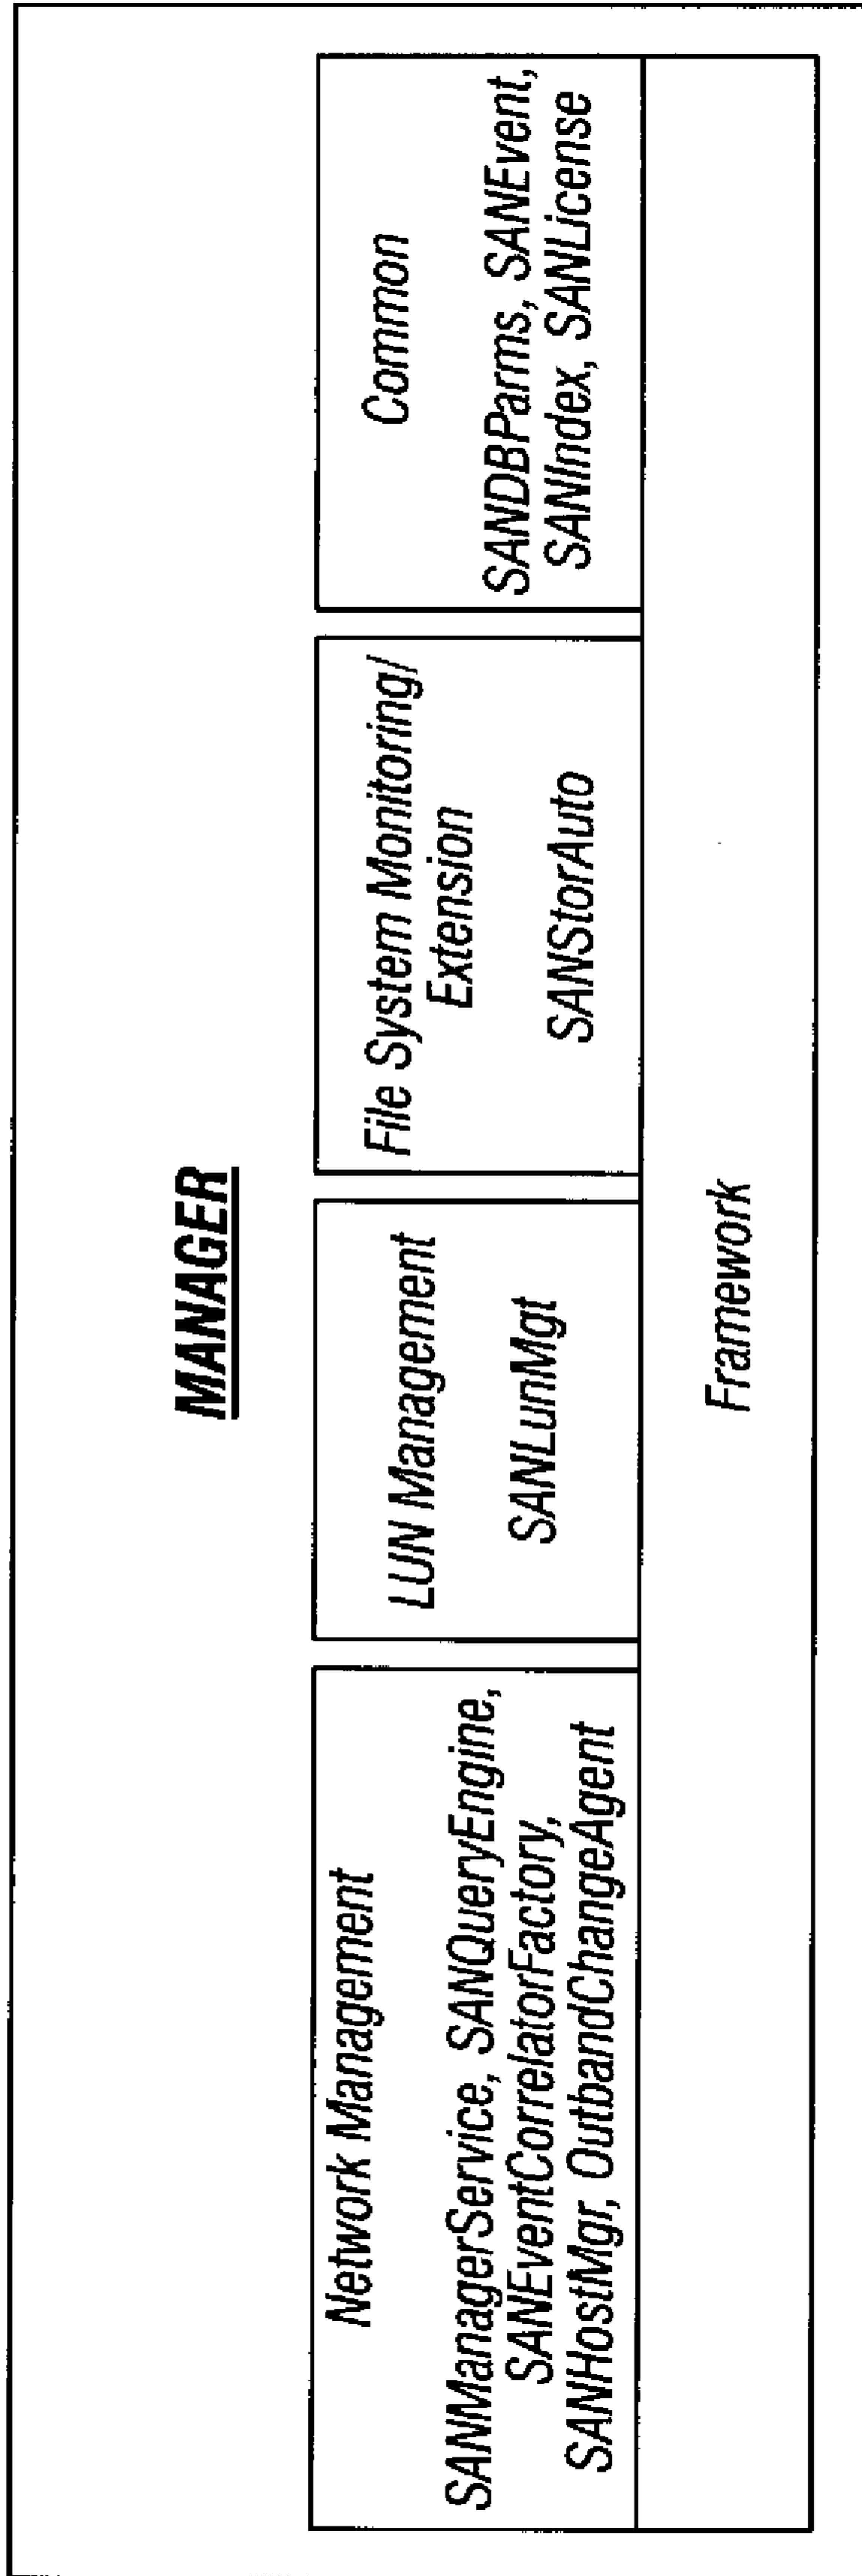 MANAGER
Network Management
SANManagerService, SANQueryEngine,
SANEventCorrelatorFactory,
SANHostMgr, OutbandChangeAgent
LUN Management
SANLunMgt
File System Monitoring/
Extension
SANStorAuto
Common
SANDBParms, SANEvent,
SANIndex, SANLicense
Framework